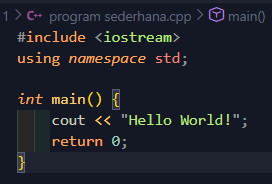 1 > program sederhana.cpp > main()
#include <iostream>
using namespace std;
int main() {
cout << "Hello World!";
return 0;
}